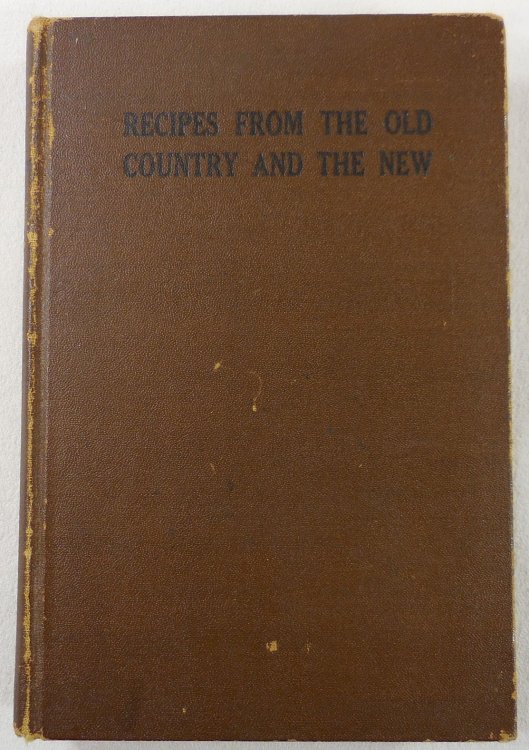 RECIPES FROM THE OLD
COUNTRY AND THE NEW